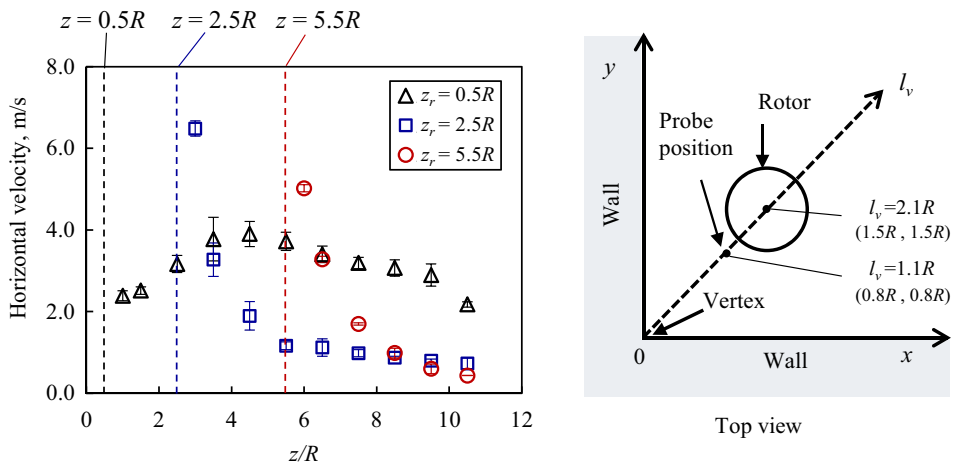 z = 0.5R
z = 2.5R
z = 5.5R
8.0
6.0
4.0
2.0
0.0
Horizontal velocity, m/s
0
2
4
6
8
10
12
z/R
z_r = 0.5R
z_r = 2.5R
z_r = 5.5R
y
l_v
Rotor
Probe
position
Wall
l_v=2.1R
(1.5R , 1.5R)
l_v=1.1R
(0.8R , 0.8R)
Vertex
0
Wall
x
Top view